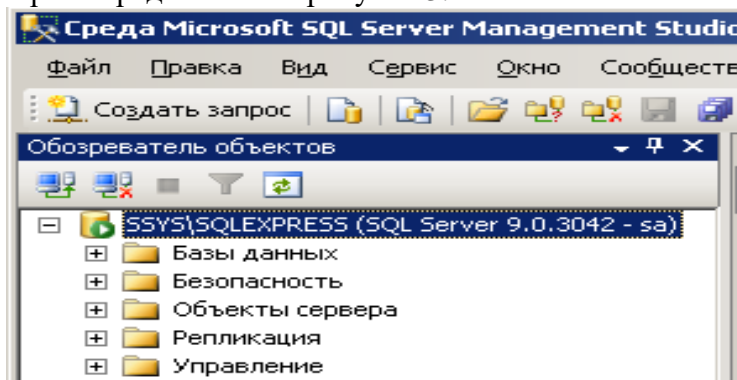 Среда Microsoft SQL Server Management Studio
Файл Правка Вид Сервис Окно Сообществ
Создать запрос
Обозреватель объектов
SSYS\SQLEXPRESS (SQL Server 9.0.3042 - sa)
Базы данных
Безопасность
Объекты сервера
Репликация
Управление